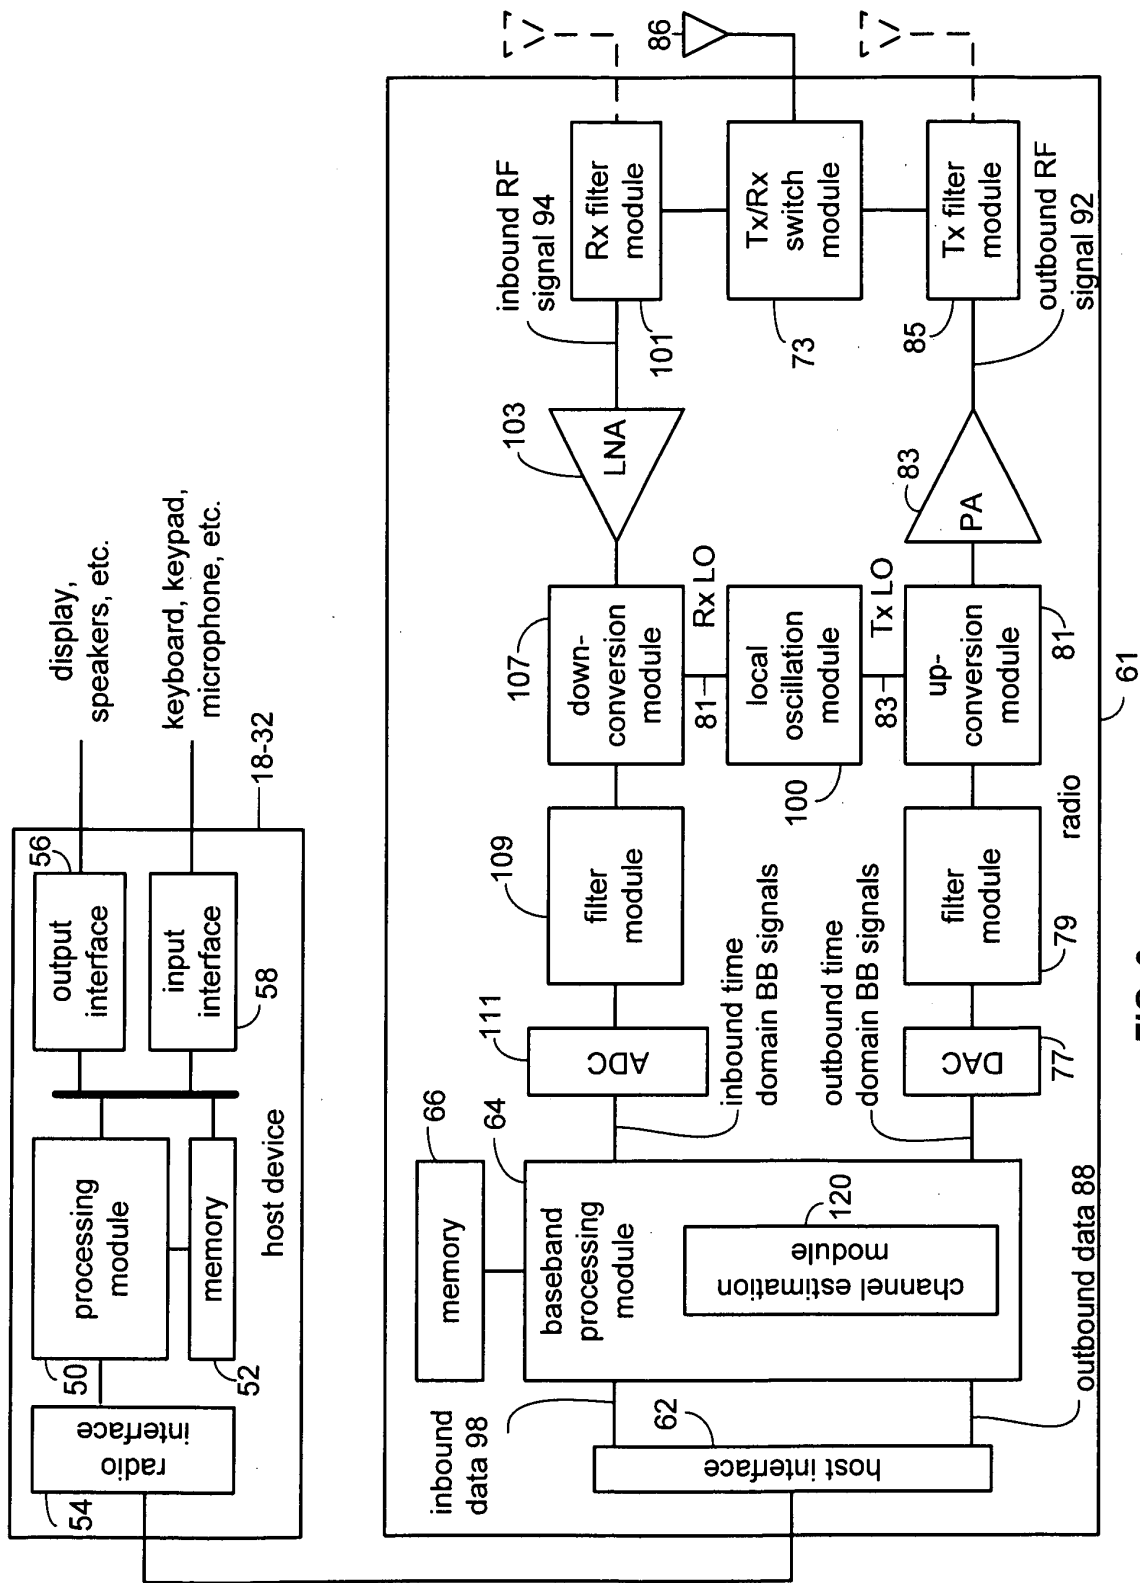 display,
speakers, etc.
keyboard, keypad,
microphone, etc.
18-32
56
output
interface
input
interface
58
processing
module
50
memory
52
host device
radio
interface
54
inbound
data 98
62
host interface
outbound data 88
memory
66
64
baseband
processing
module
channel estimation
module
120
111
ADC
inbound time
domain BB signals
outbound time
domain BB signals
DAC
77
109
filter
module
filter
module
79
radio
107
down-
conversion
module
81
Rx LO
local
oscillation
module
100
83
Tx LO
up-
conversion
module
81
61
103
LNA
83
PA
inbound RF
signal 94
Rx filter
module
101
Tx/Rx
switch
module
73
Tx filter
module
85
outbound RF
signal 92
86